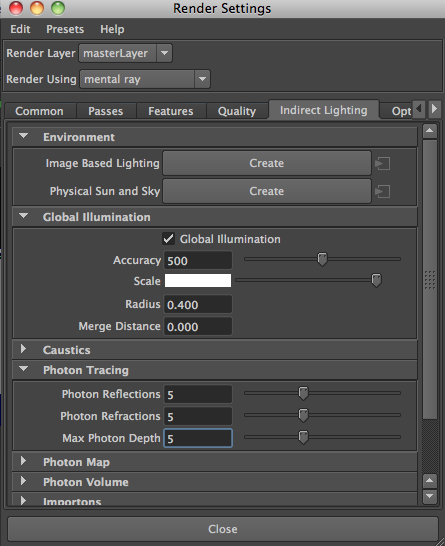 Render Settings
Edit Presets Help
Render Layer masterLayer
Render Using mental ray
Common Passes Features Quality Indirect Lighting Opt
Environment
Image Based Lighting Create
Physical Sun and Sky Create
Global Illumination
Global Illumination
Accuracy 500
Scale
Radius 0.400
Merge Distance 0.000
Caustics
Photon Tracing
Photon Reflections 5
Photon Refractions 5
Max Photon Depth 5
Photon Map
Photon Volume
Importons
Close